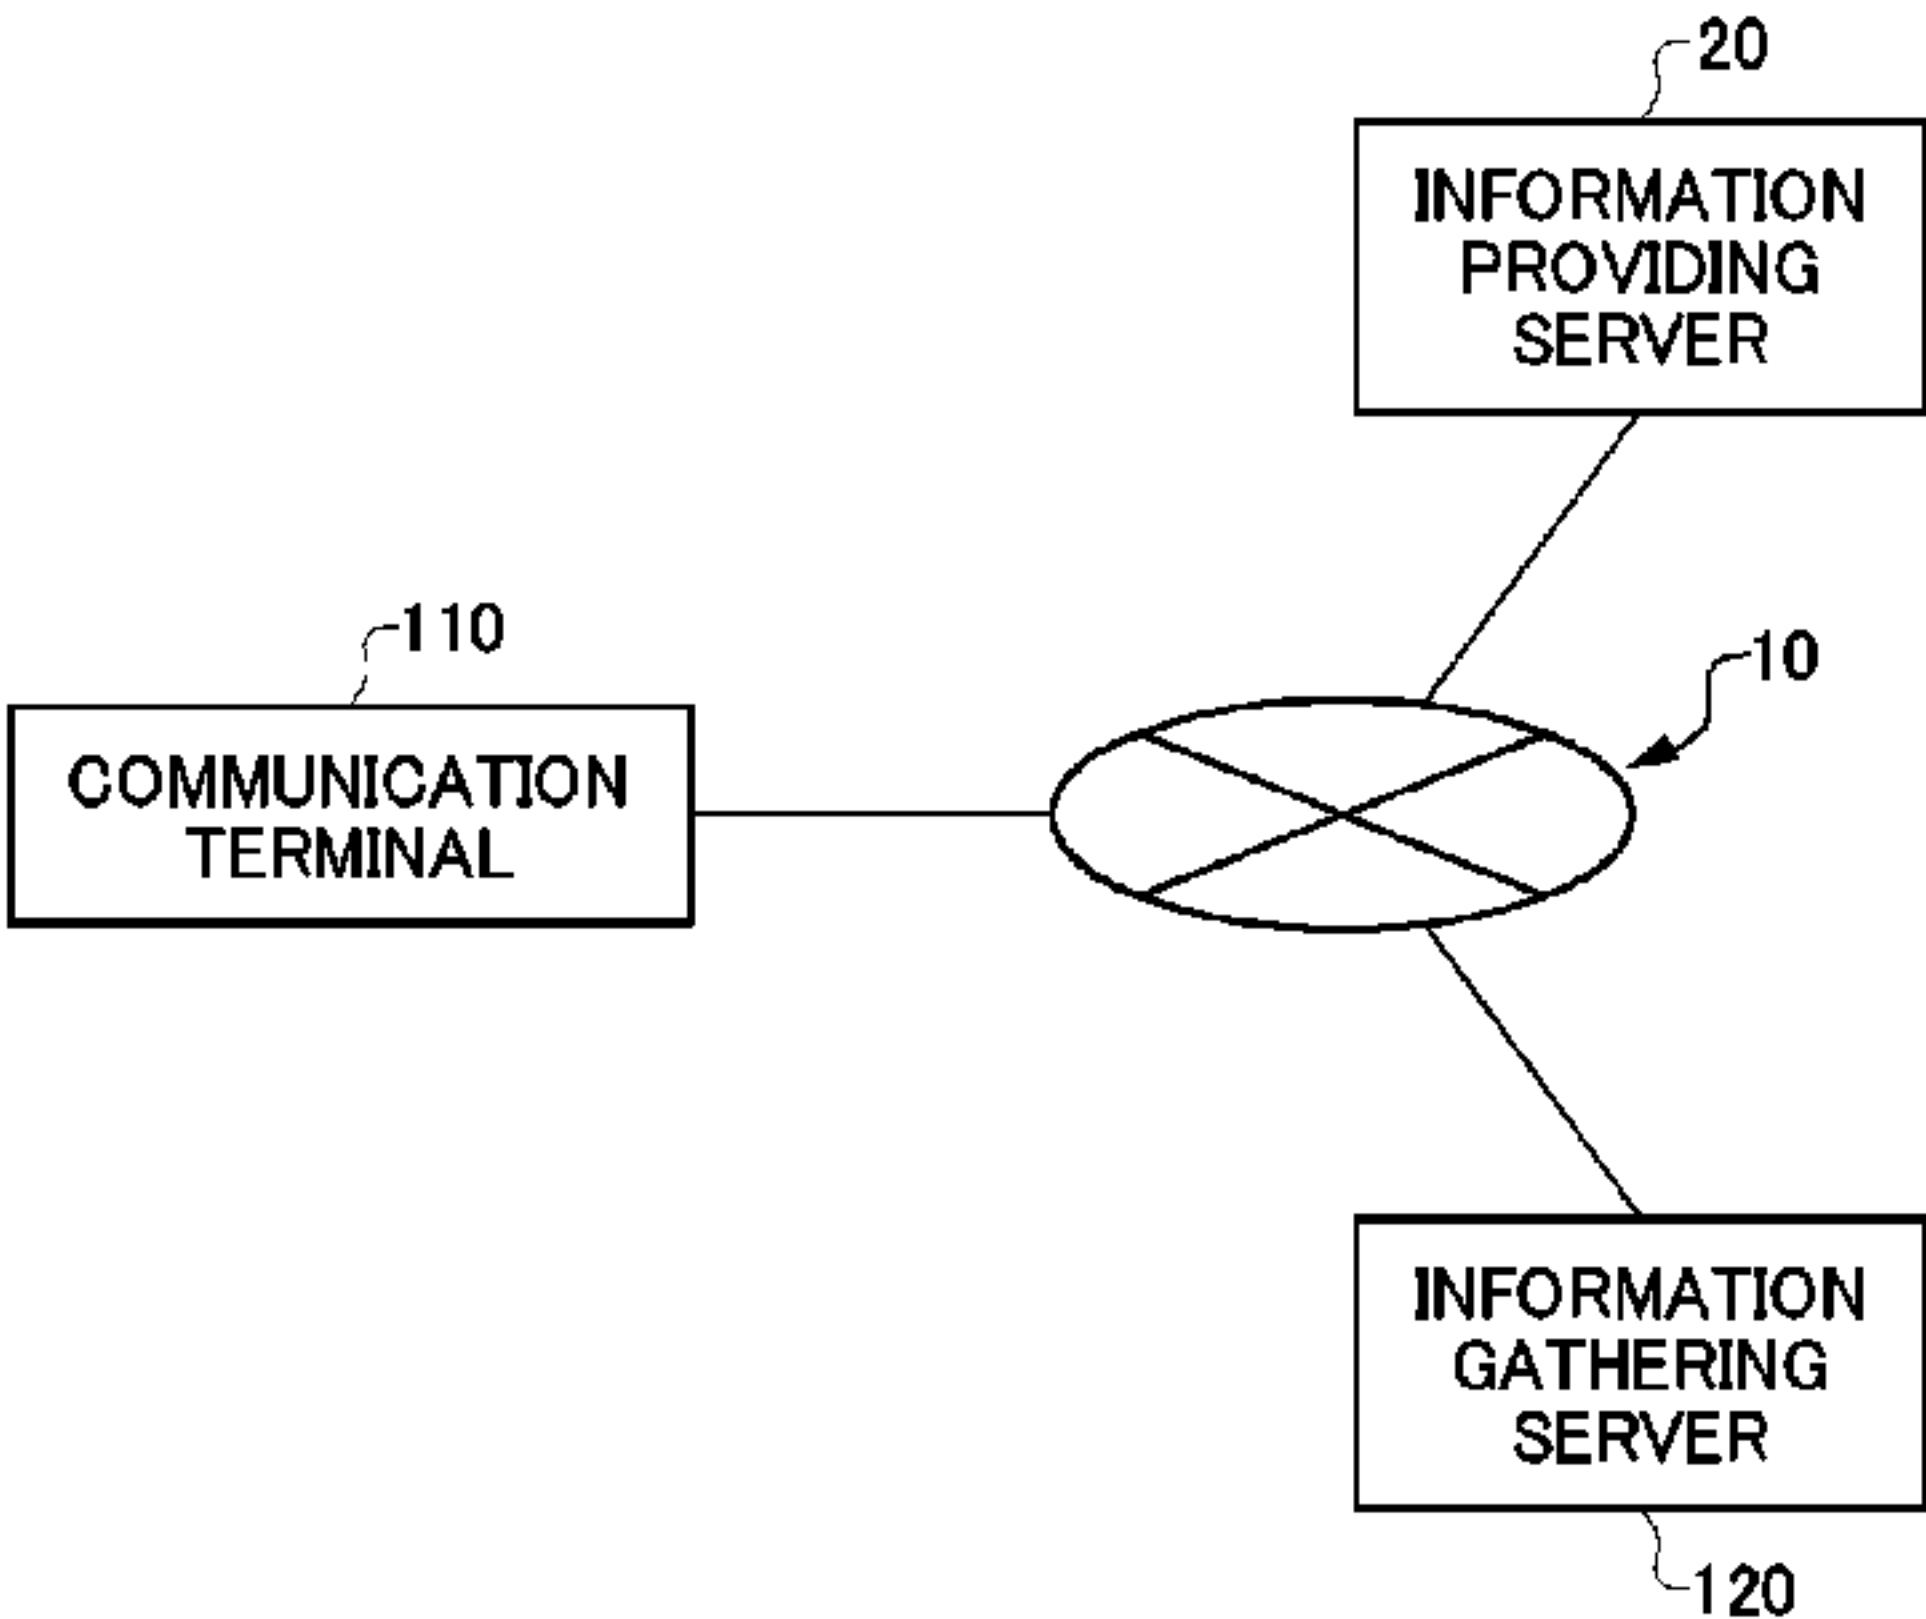 20
INFORMATION
PROVIDING
SERVER
110
10
COMMUNICATION
TERMINAL
INFORMATION
GATHERING
SERVER
120